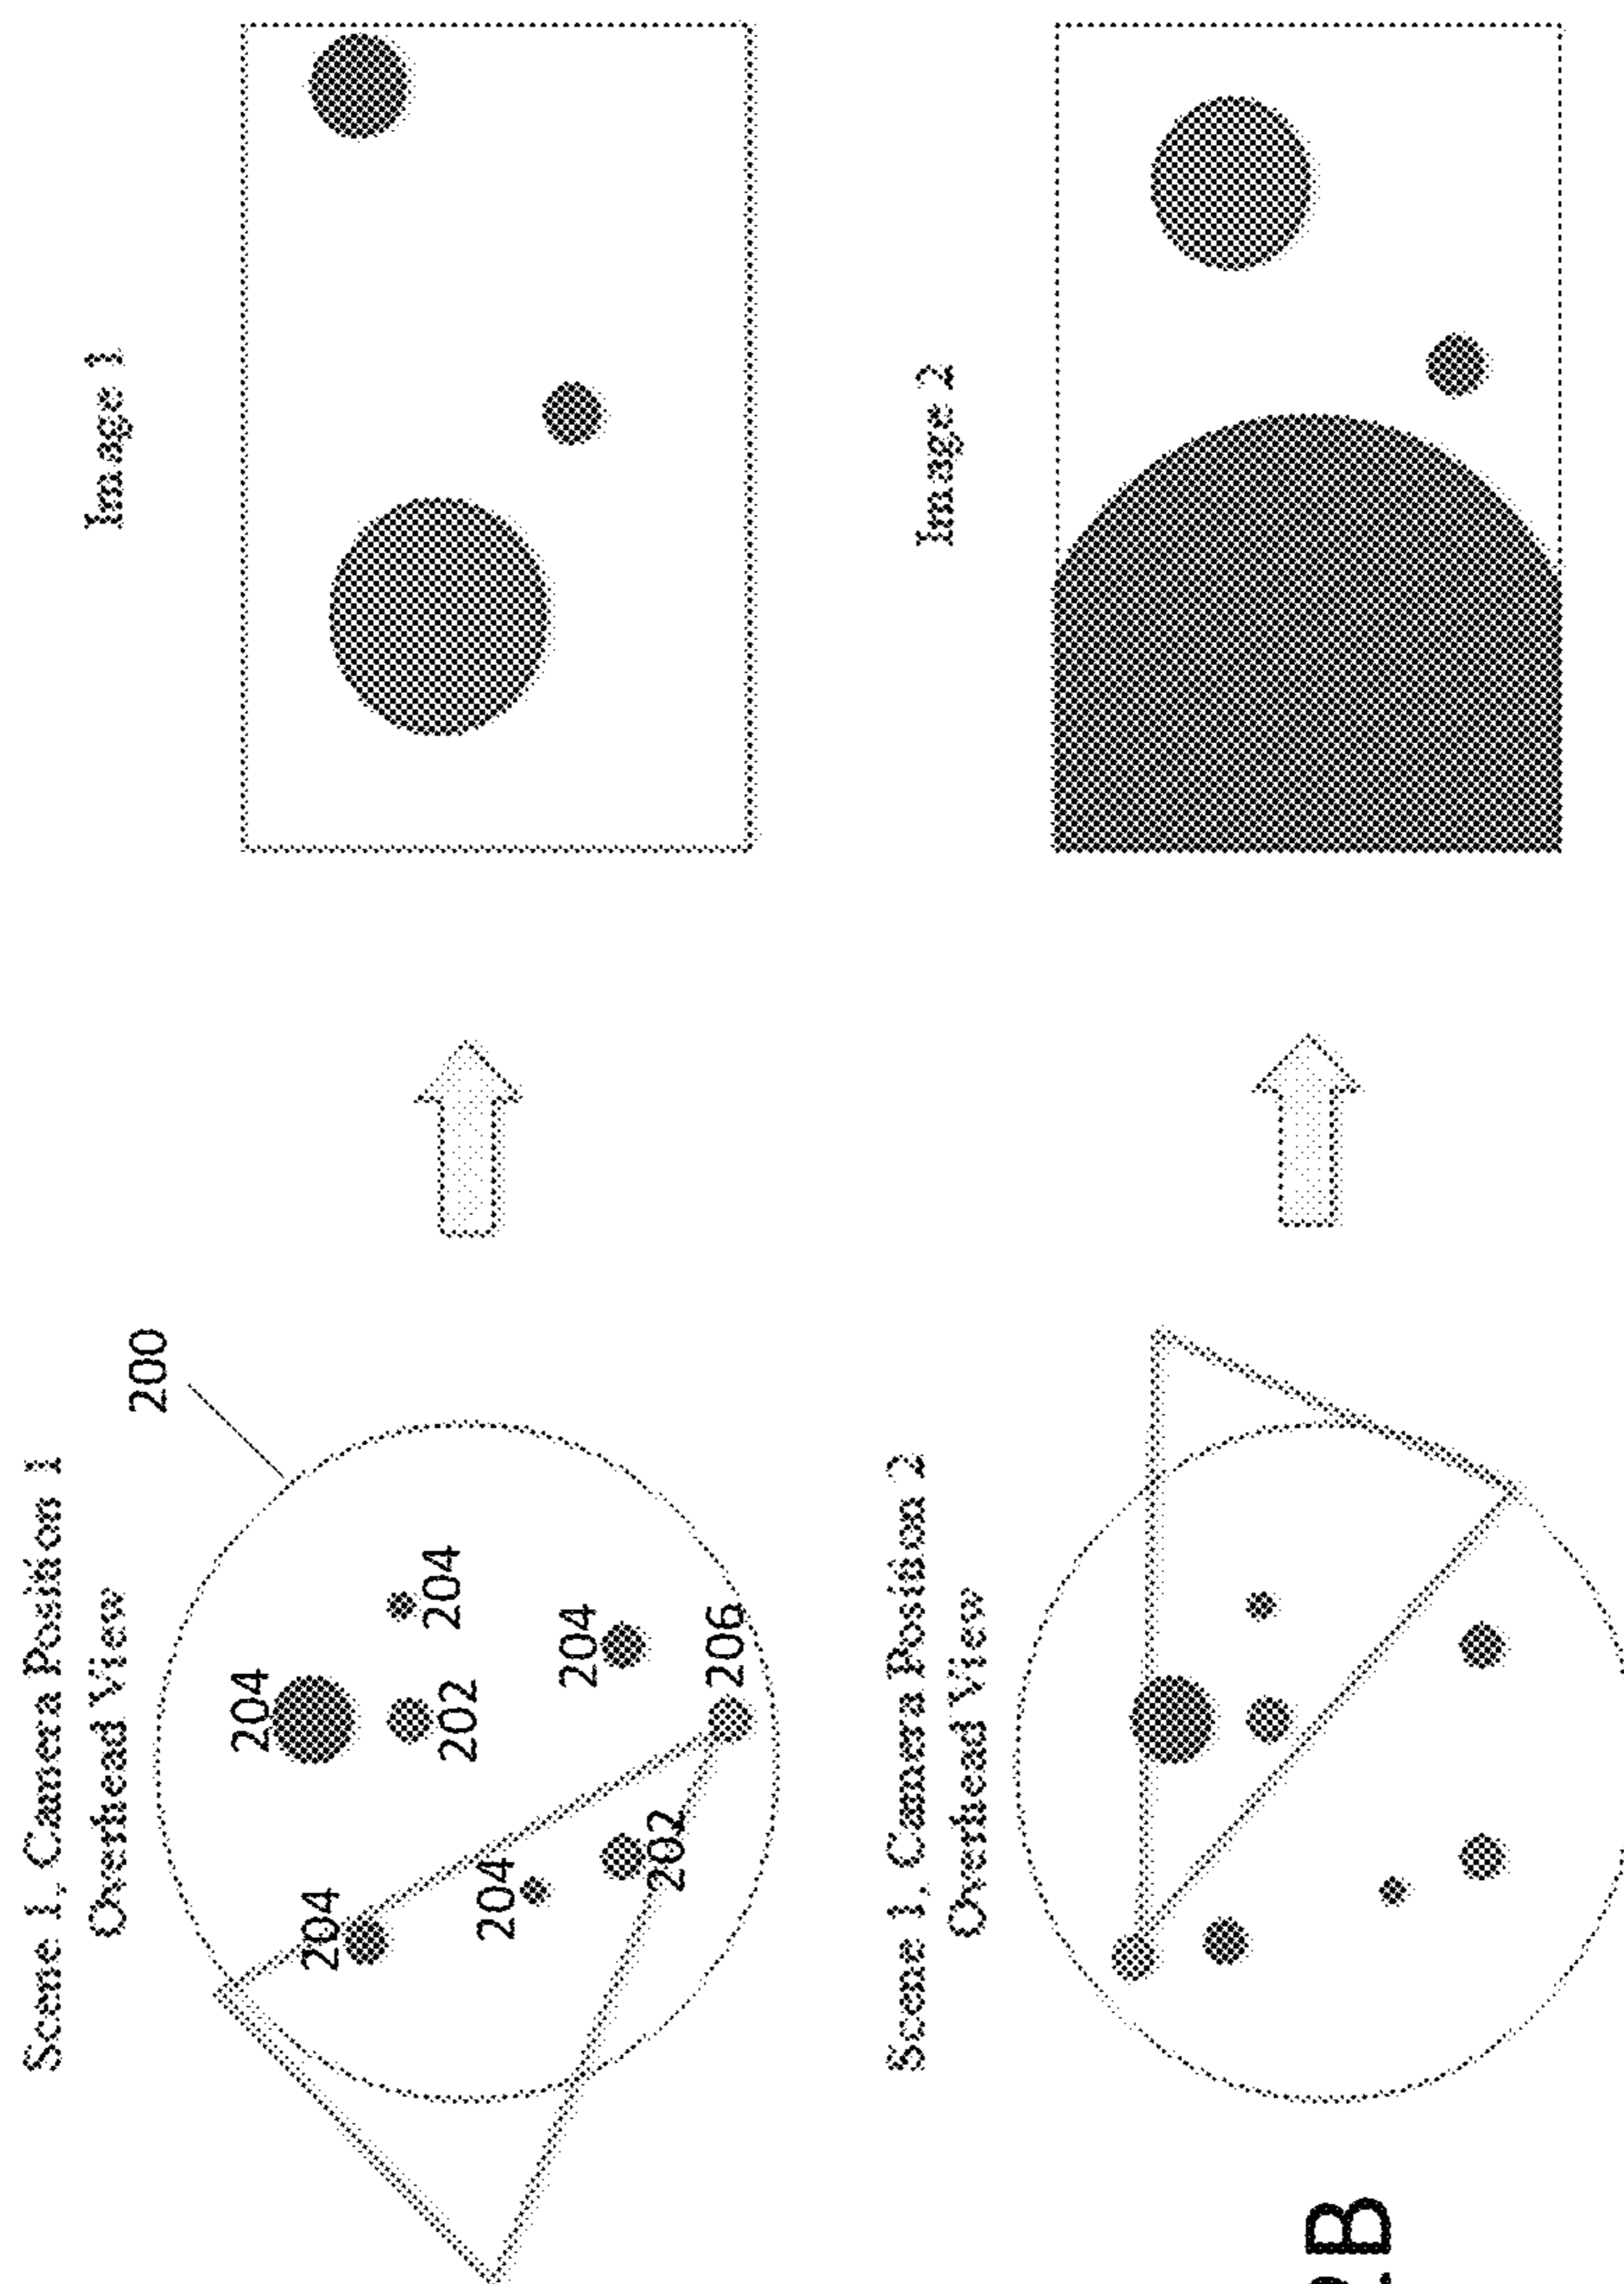 Scene 1, Camera Position 1
Overhead View
Image 1
200
204
204
204
202
204
204
202
206
Scene 1, Camera Position 2
Overhead View
Image 2
2B